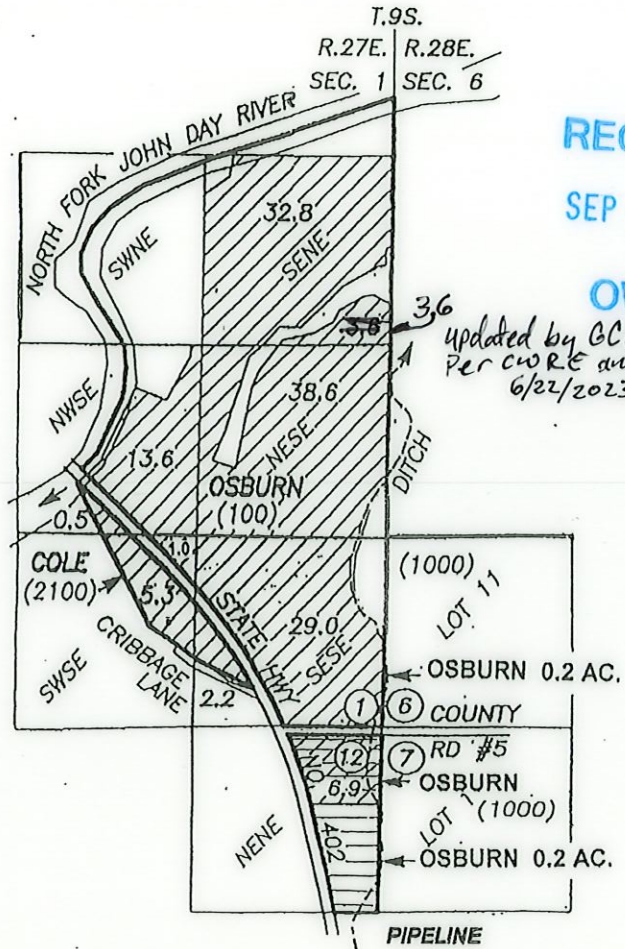 T.9S.
R.27E. R.28E.
SEC. 1 SEC. 6
NORTH FORK JOHN DAY RIVER
REC
SEP
32.8
SWNE
SENE
3.6
3.8
updated by GC
Per CWRE
6/22/2023
NWSE
38.6
NESE
13.6
DITCH
OSBURN
(100)
0.5
1.0
COLE
(2100)
(1000)
5.3
LOT 11
STATE HWY
29.0
SESE
CRIBBAGE
LANE
SWSE
OSBURN 0.2 AC.
2.2
1 6 COUNTY
12 7 RD #5
NO. 402
OSBURN
6.9
(1000)
LOT 1
NENE
OSBURN 0.2 AC.
PIPELINE